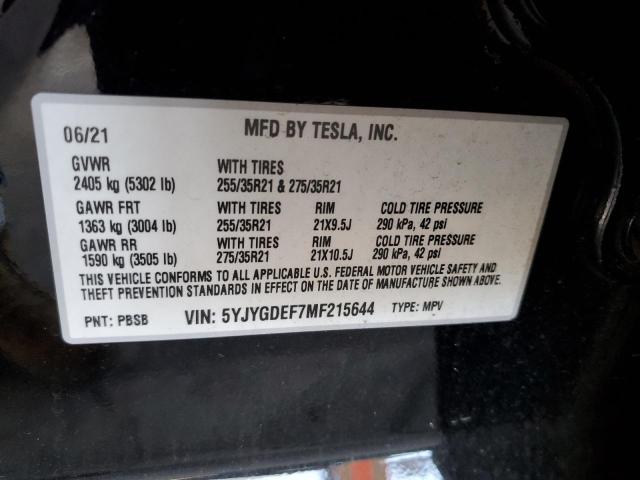 06/21 MFD BY TESLA, INC.
GVWR WITH TIRES
2405 kg (5302 lb) 255/35R21 & 275/35R21
GAWR FRT WITH TIRES RIM COLD TIRE PRESSURE
1363 kg (3004 lb) 255/35R21 21X9.5J 290 kPa, 42 psi
GAWR RR WITH TIRES RIM COLD TIRE PRESSURE
1590 kg (3505 lb) 275/35R21 21X10.5J 290 kPa, 42 psi
THIS VEHICLE CONFORMS TO ALL APPLICABLE U.S. FEDERAL MOTOR VEHICLE SAFETY AND
THEFT PREVENTION STANDARDS IN EFFECT ON THE DATE OF MANUFACTURE SHOWN ABOVE.
PNT: PBSB VIN: 5YJYGDEF7MF215644 TYPE: MPV